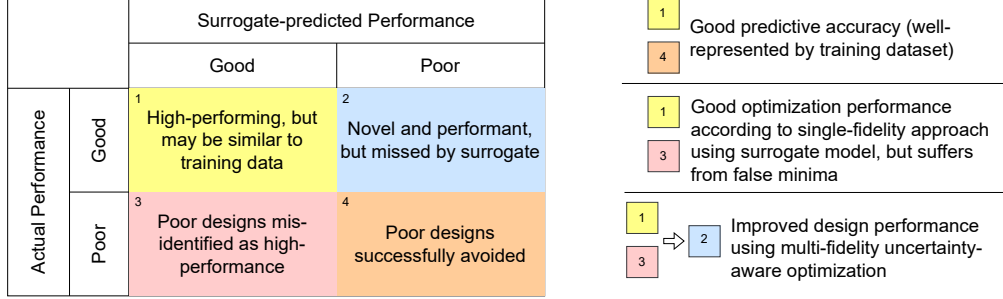 Surrogate-predicted Performance
Good
Poor
Actual Performance
Good
1
High-performing, but
may be similar to
training data
2
Novel and performant,
but missed by surrogate
Poor
3
Poor designs mis-
identified as high-
performance
4
Poor designs
successfully avoided
1
4
Good predictive accuracy (well-
represented by training dataset)
1
3
Good optimization performance
according to single-fidelity approach
using surrogate model, but suffers
from false minima
1
3
2
Improved design performance
using multi-fidelity uncertainty-
aware optimization